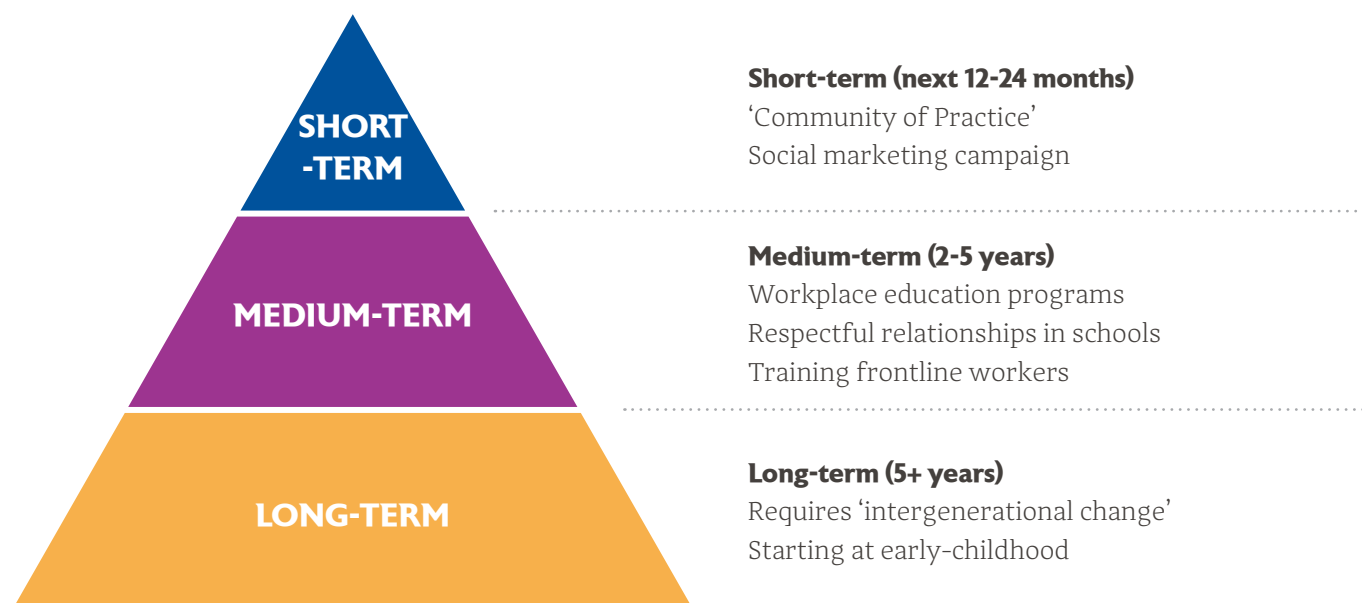 SHORT
-TERM
Short-term (next 12-24 months)
‘Community of Practice’
Social marketing campaign
MEDIUM-TERM
Medium-term (2-5 years)
Workplace education programs
Respectful relationships in schools
Training frontline workers
LONG-TERM
Long-term (5+ years)
Requires ‘intergenerational change’
Starting at early-childhood